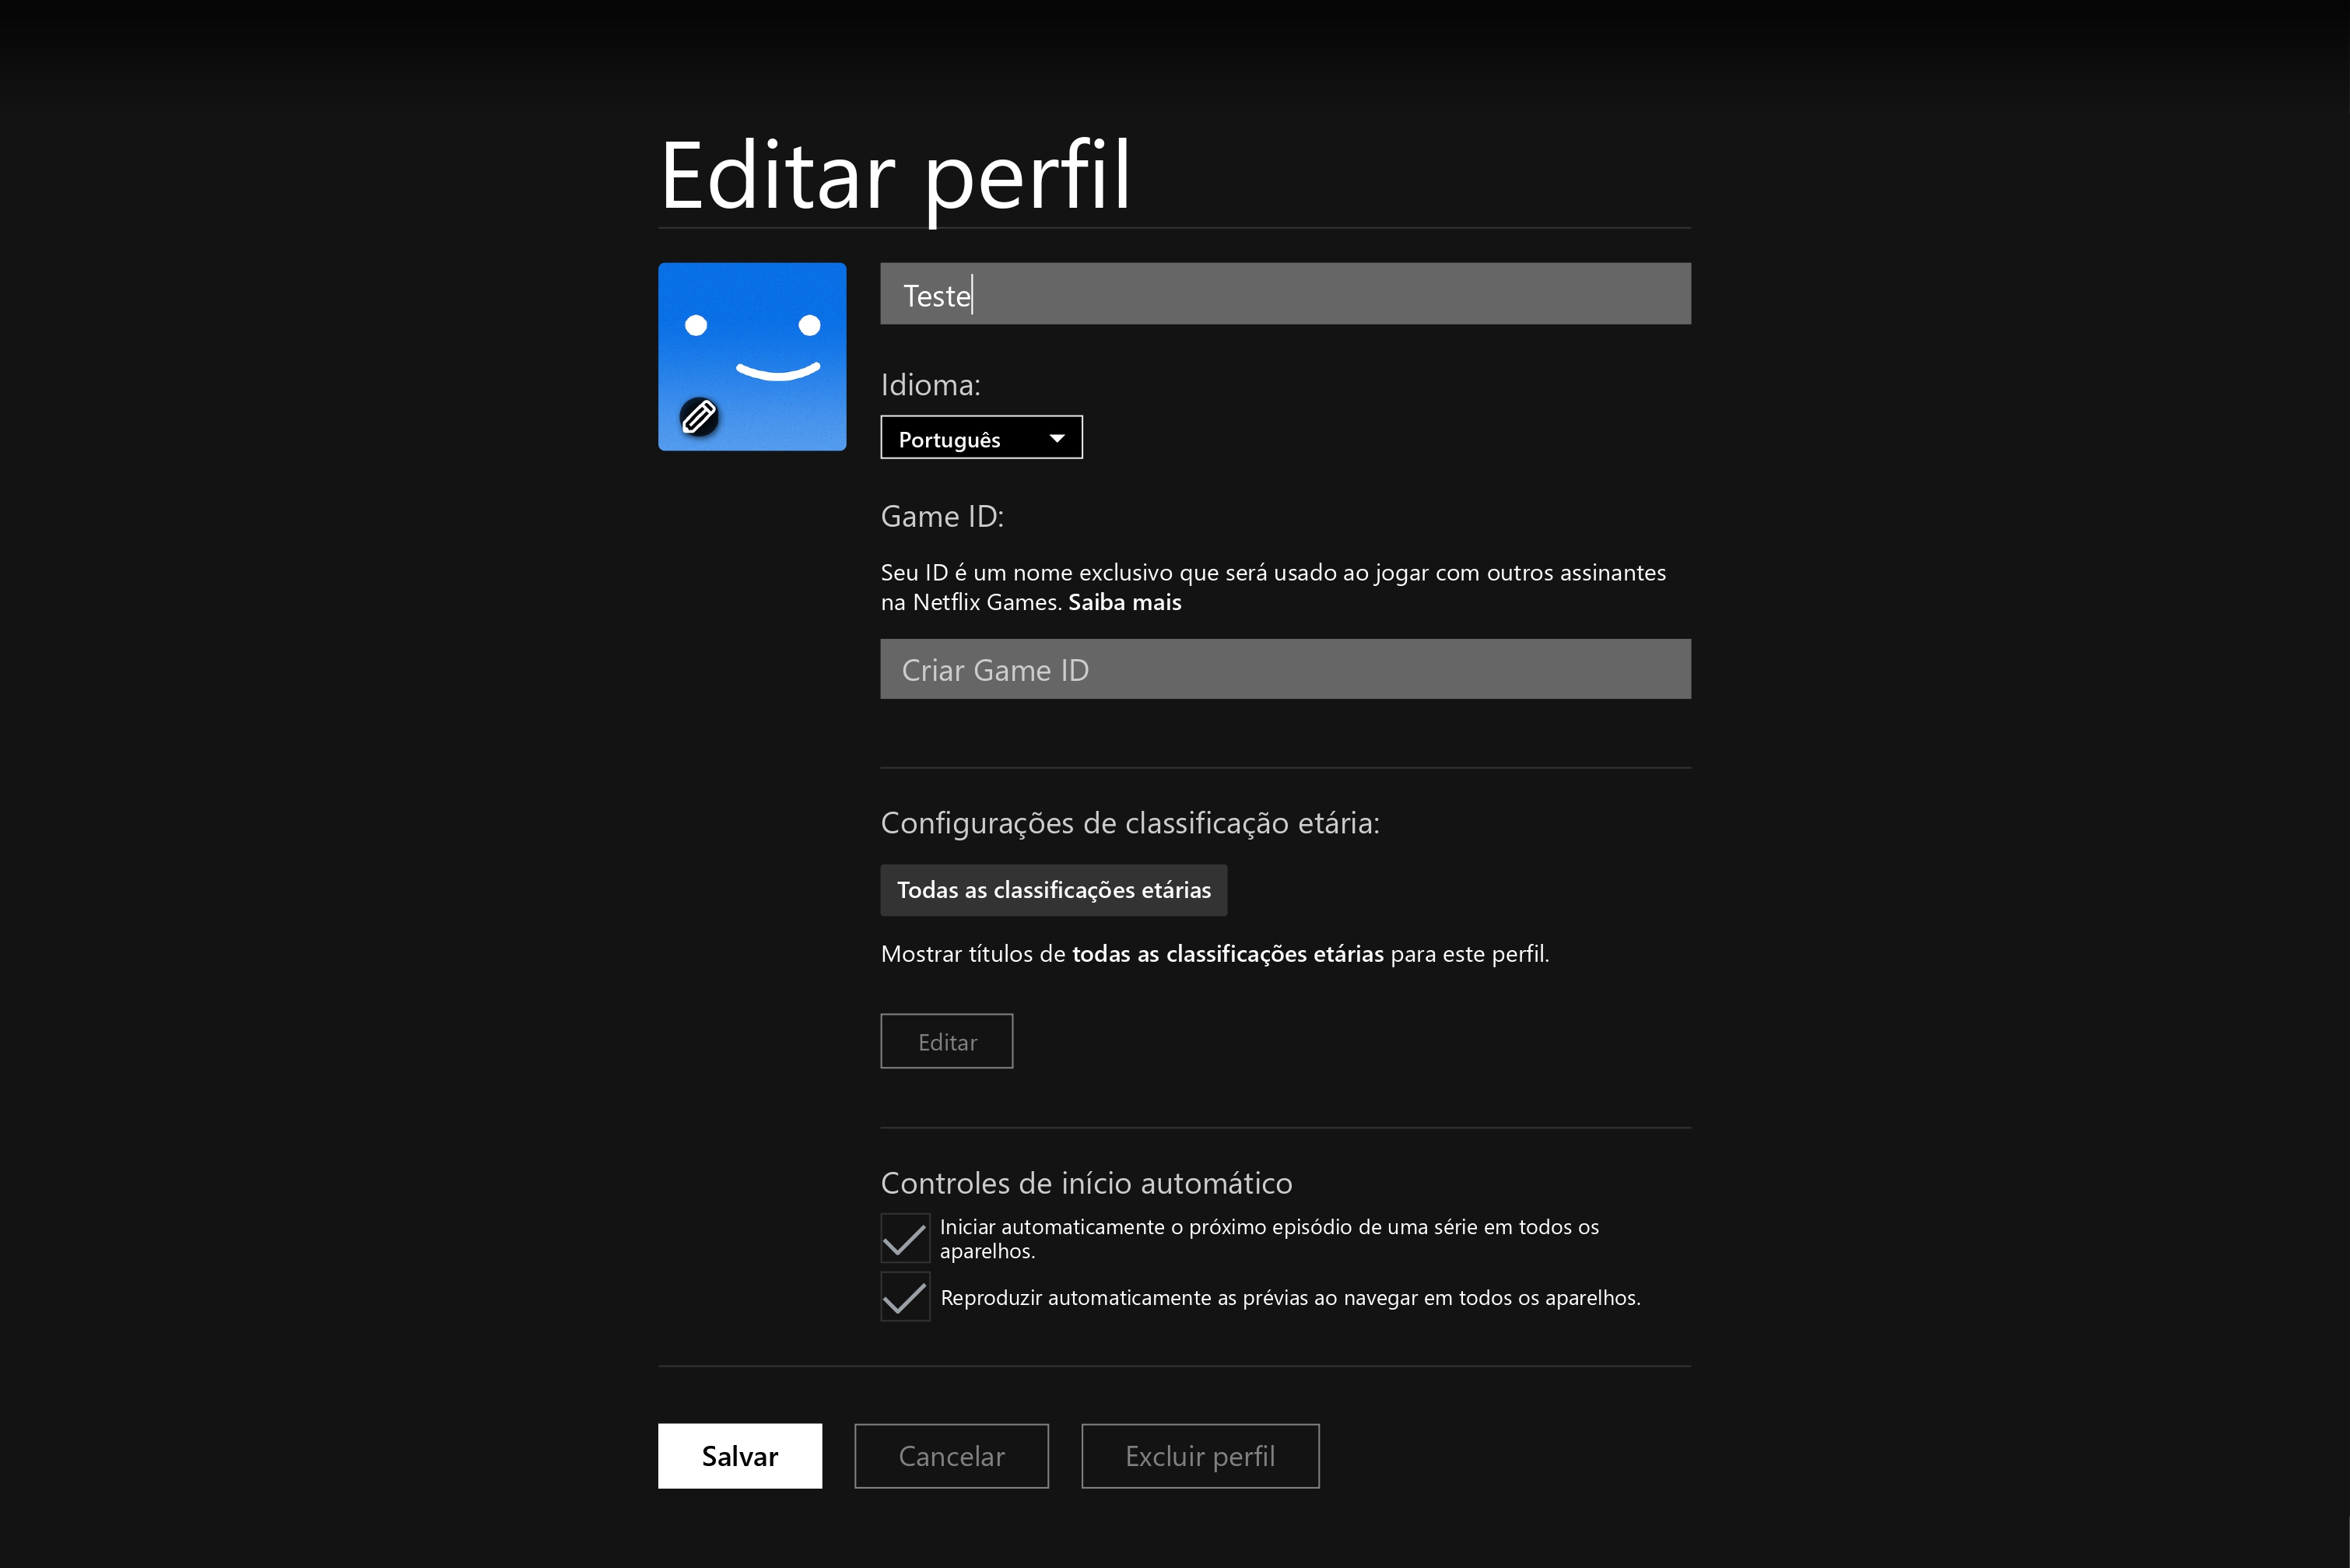 Editar perfil
Teste
Idioma:
Português
Game ID:
Seu ID é um nome exclusivo que será usado ao jogar com outros assinantes
na Netflix Games. Saiba mais
Criar Game ID
Configurações de classificação etária:
Todas as classificações etárias
Mostrar títulos de todas as classificações etárias para este perfil.
Editar
Controles de início automático
Iniciar automaticamente o próximo episódio de uma série em todos os
aparelhos.
Reproduzir automaticamente as prévias ao navegar em todos os aparelhos.
Salvar
Cancelar
Excluir perfil